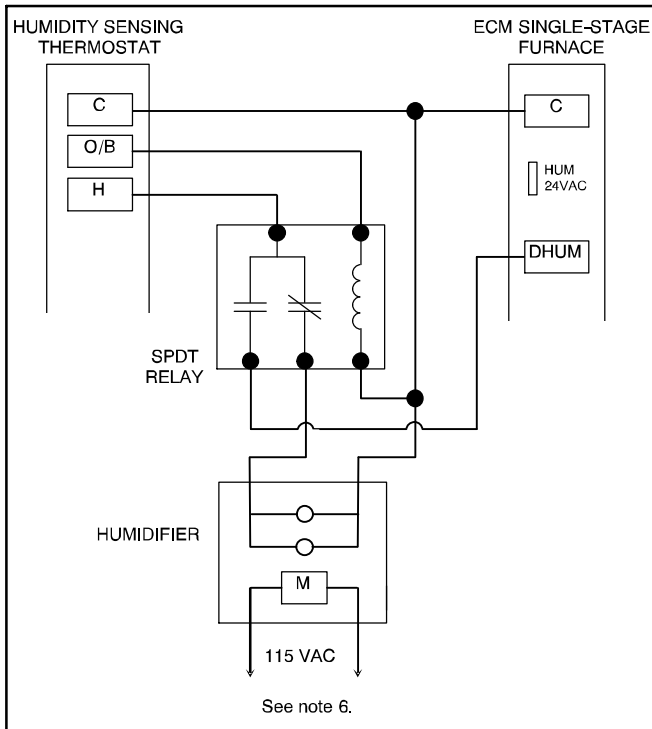 HUMIDITY SENSING
THERMOSTAT
ECM SINGLE-STAGE
FURNACE
C
O/B
H
C
HUM
24VAC
DHUM
SPDT
RELAY
HUMIDIFIER
M
115 VAC
See note 6.